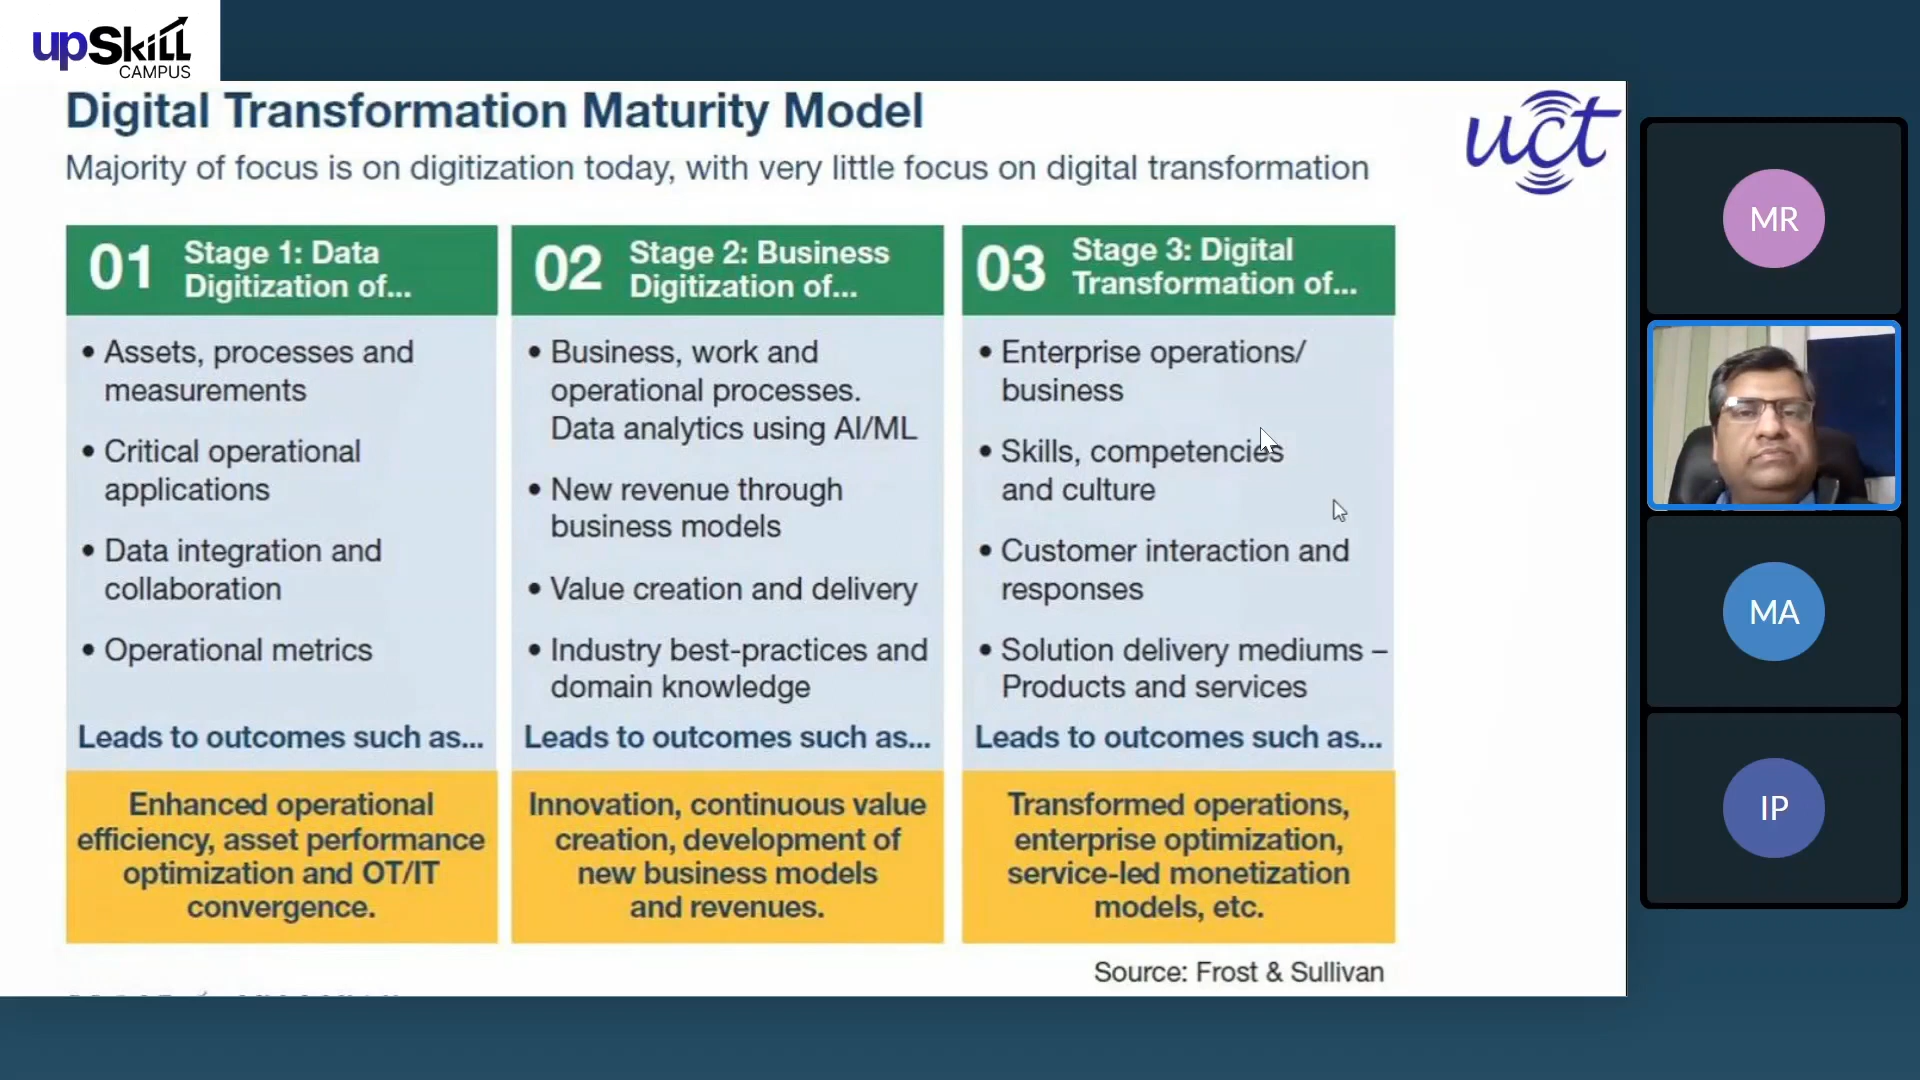 upSkill
CAMPUS
Digital Transformation Maturity Model
uct
Majority of focus is on digitization today, with very little focus on digital transformation
01
Stage 1: Data
Digitization of...
• Assets, processes and
measurements
• Critical operational
applications
• Data integration and
collaboration
• Operational metrics
Leads to outcomes such as...
Enhanced operational
efficiency, asset performance
optimization and OT/IT
convergence.
02
Stage 2: Business
Digitization of...
• Business, work and
operational processes.
Data analytics using AI/ML
• New revenue through
business models
• Value creation and delivery
• Industry best-practices and
domain knowledge
Leads to outcomes such as...
Innovation, continuous value
creation, development of
new business models
and revenues.
03
Stage 3: Digital
Transformation of...
• Enterprise operations/
business
• Skills, competencies
and culture
• Customer interaction and
responses
• Solution delivery mediums –
Products and services
Leads to outcomes such as...
Transformed operations,
enterprise optimization,
service-led monetization
models, etc.
Source: Frost & Sullivan
MR
MA
IP